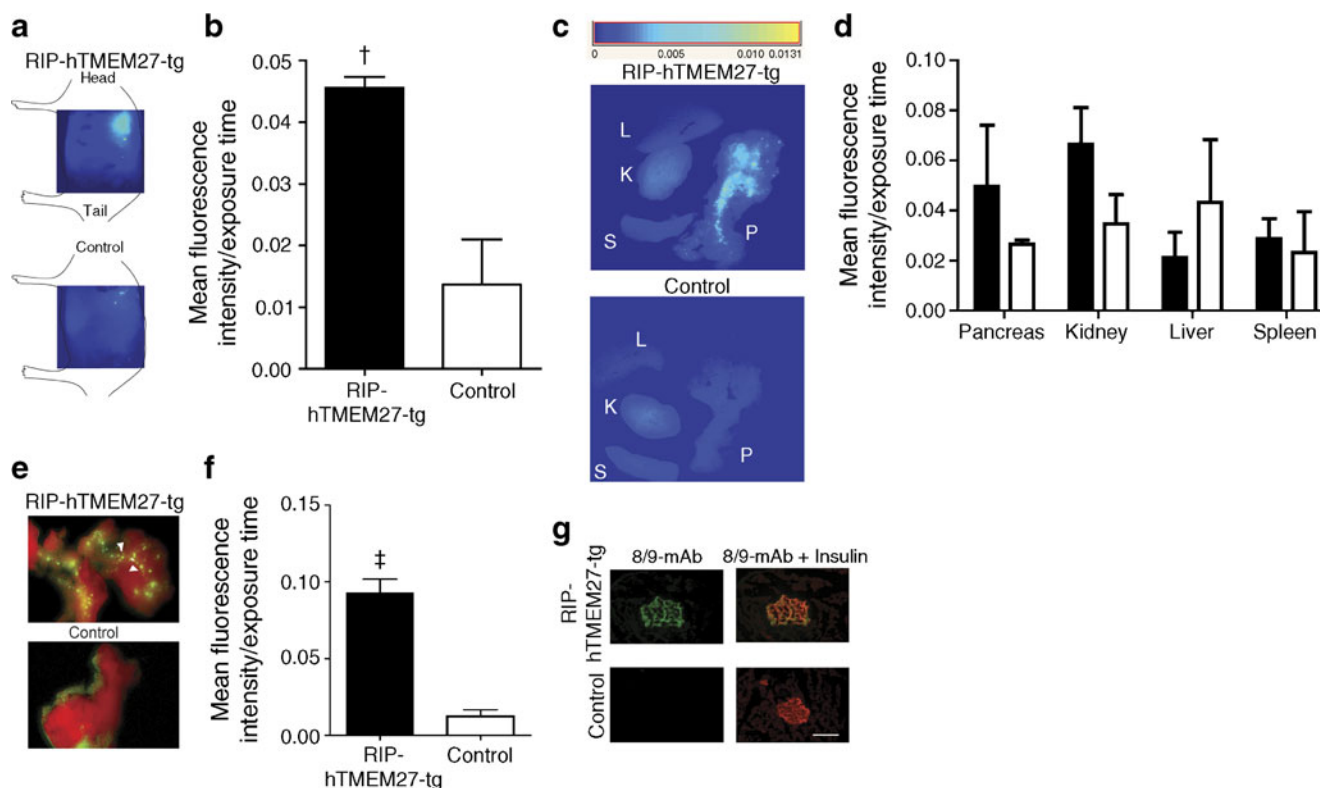 a
RIP-hTMEM27-tg
Head
Tail
Control
b
Mean fluorescence
intensity/exposure time
0.05
0.04
0.03
0.02
0.01
0.00
†
RIP-
hTMEM27-tg
Control
c
0
0.005
0.010
0.0131
RIP-hTMEM27-tg
L
K
S
P
Control
L
K
S
P
d
Mean fluorescence
intensity/exposure time
0.10
0.08
0.06
0.04
0.02
0.00
Pancreas
Kidney
Liver
Spleen
e
RIP-hTMEM27-tg
Control
f
Mean fluorescence
intensity/exposure time
0.15
0.10
0.05
0.00
‡
RIP-
hTMEM27-tg
Control
g
8/9-mAb
8/9-mAb + Insulin
RIP-
hTMEM27-tg
Control